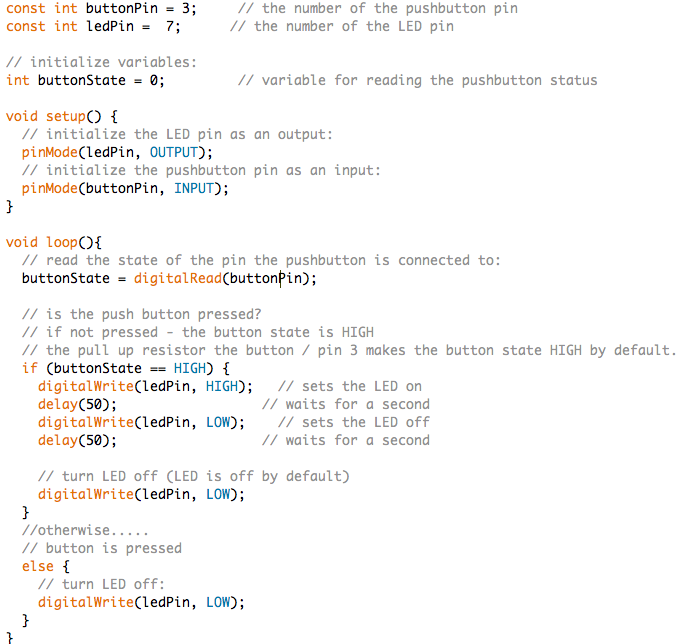 const int buttonPin = 3;     // the number of the pushbutton pin
const int ledPin =  7;      // the number of the LED pin

// initialize variables:
int buttonState = 0;         // variable for reading the pushbutton status

void setup() {
  // initialize the LED pin as an output:
  pinMode(ledPin, OUTPUT);
  // initialize the pushbutton pin as an input:
  pinMode(buttonPin, INPUT);
}

void loop(){
  // read the state of the pin the pushbutton is connected to:
  buttonState = digitalRead(buttonPin);

  // is the push button pressed?
  // if not pressed - the button state is HIGH
  // the pull up resistor the button / pin 3 makes the button state HIGH by default.
  if (buttonState == HIGH) {
    digitalWrite(ledPin, HIGH);   // sets the LED on
    delay(50);                  // waits for a second
    digitalWrite(ledPin, LOW);    // sets the LED off
    delay(50);                  // waits for a second

    // turn LED off (LED is off by default)
    digitalWrite(ledPin, LOW);
  }
  //otherwise.....
  // button is pressed
  else {
    // turn LED off:
    digitalWrite(ledPin, LOW);
  }
}